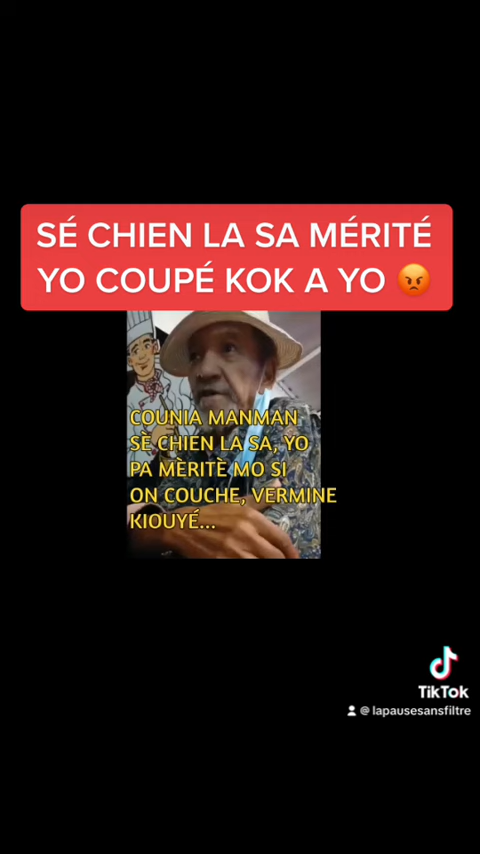 SÉ CHIEN LA SA MÉRITÉ
YO COUPÉ KOK A YO 😡
COUNIA MANMAN
SÈ CHIEN LA SA, YO
PA MÈRITÈ MO SI
ON COUCHE, VERMINE
KIOUYÉ...
TikTok
@ lapausesansfiltre